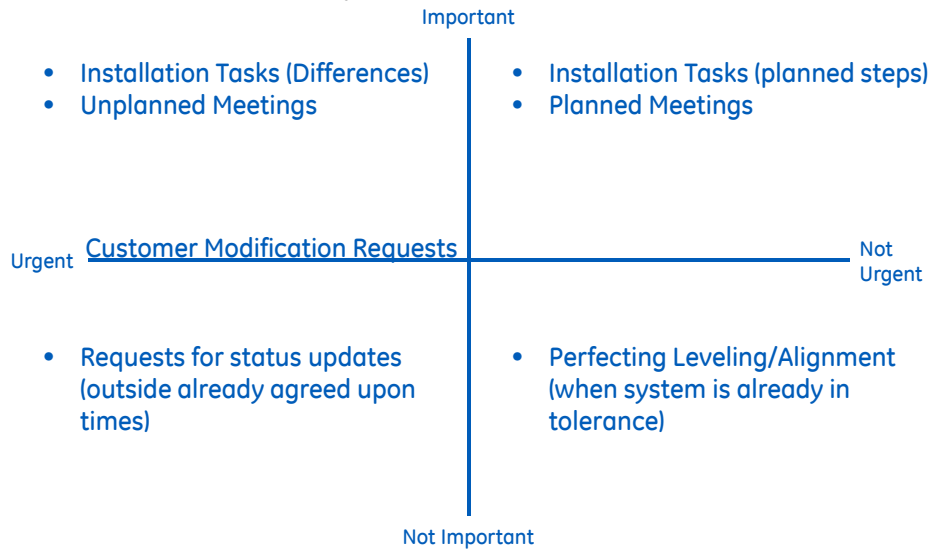 Important
• Installation Tasks (Differences)
• Unplanned Meetings
• Installation Tasks (planned steps)
• Planned Meetings
Customer Modification Requests
Urgent
Not
Urgent
• Requests for status updates
(outside already agreed upon
times)
• Perfecting Leveling/Alignment
(when system is already in
tolerance)
Not Important